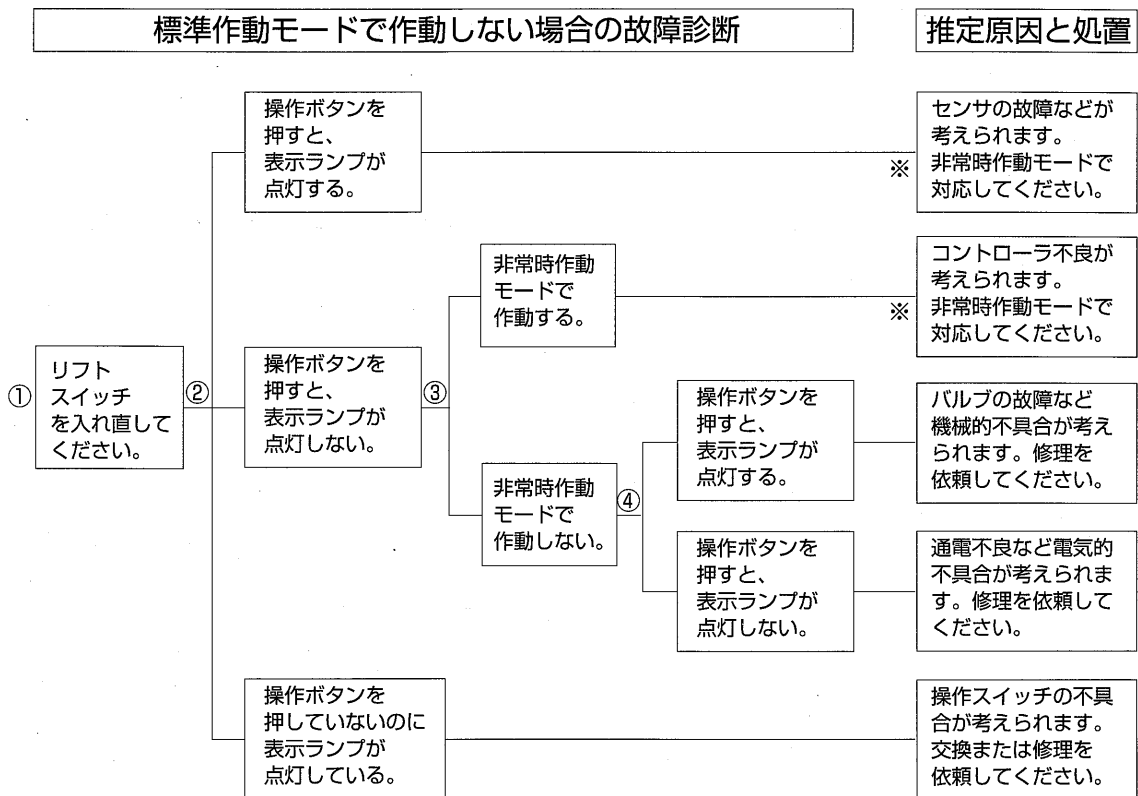 標準作動モードで作動しない場合の故障診断
推定原因と処置
操作ボタンを
押すと、
表示ランプが
点灯する。
※
センサの故障などが
考えられます。
非常時作動モードで
対応してください。
非常時作動
モードで
作動する。
※
コントローラ不良が
考えられます。
非常時作動モードで
対応してください。
①
リフト
スイッチ
を入れ直して
ください。
②
操作ボタンを
押すと、
表示ランプが
点灯しない。
③
操作ボタンを
押すと、
表示ランプが
点灯する。
バルブの故障など
機械的不具合が考え
られます。修理を
依頼してください。
非常時作動
モードで
作動しない。
④
操作ボタンを
押すと、
表示ランプが
点灯しない。
通電不良など電気的
不具合が考えられま
す。修理を依頼して
ください。
操作ボタンを
押していないのに
表示ランプが
点灯している。
操作スイッチの不具
合が考えられます。
交換または修理を
依頼してください。